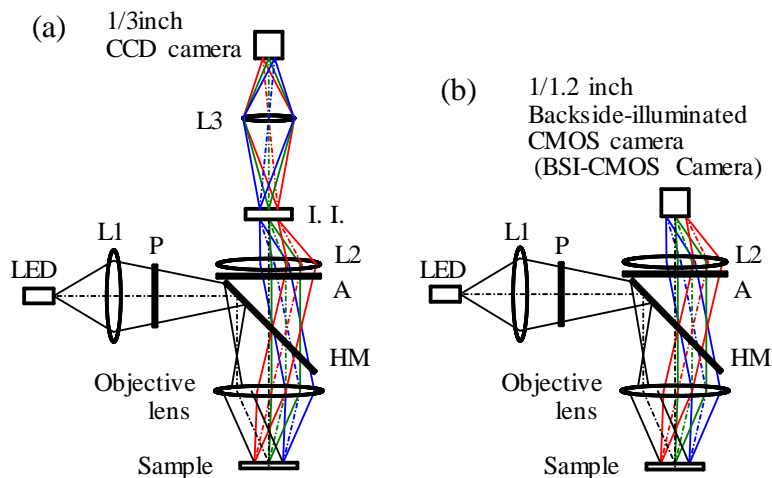 (a)
1/3inch
CCD camera
L3
I. I.
L1
P
L2
LED
A
HM
Objective
lens
Sample
(b)
1/1.2 inch
Backside-illuminated
CMOS camera
(BSI-CMOS Camera)
L1
P
L2
LED
A
HM
Objective
lens
Sample